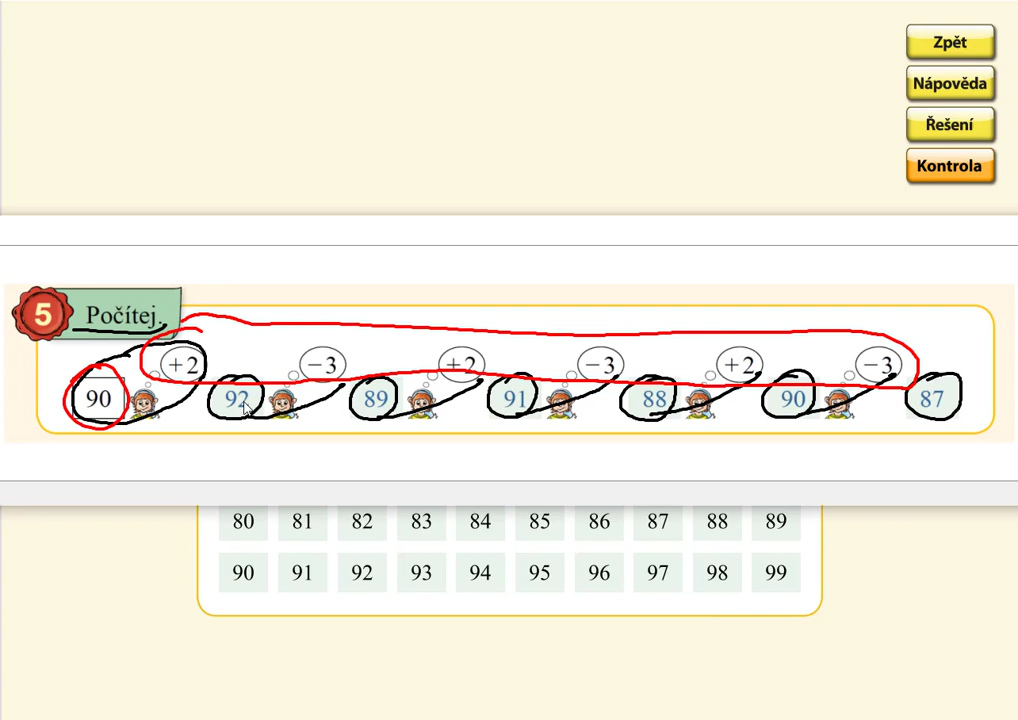 Zpět
Nápověda
Řešení
Kontrola
5 Počítej.
+2 −3 +2 −3 +2 −3
90 92 89 91 88 90 87
80 81 82 83 84 85 86 87 88 89
90 91 92 93 94 95 96 97 98 99